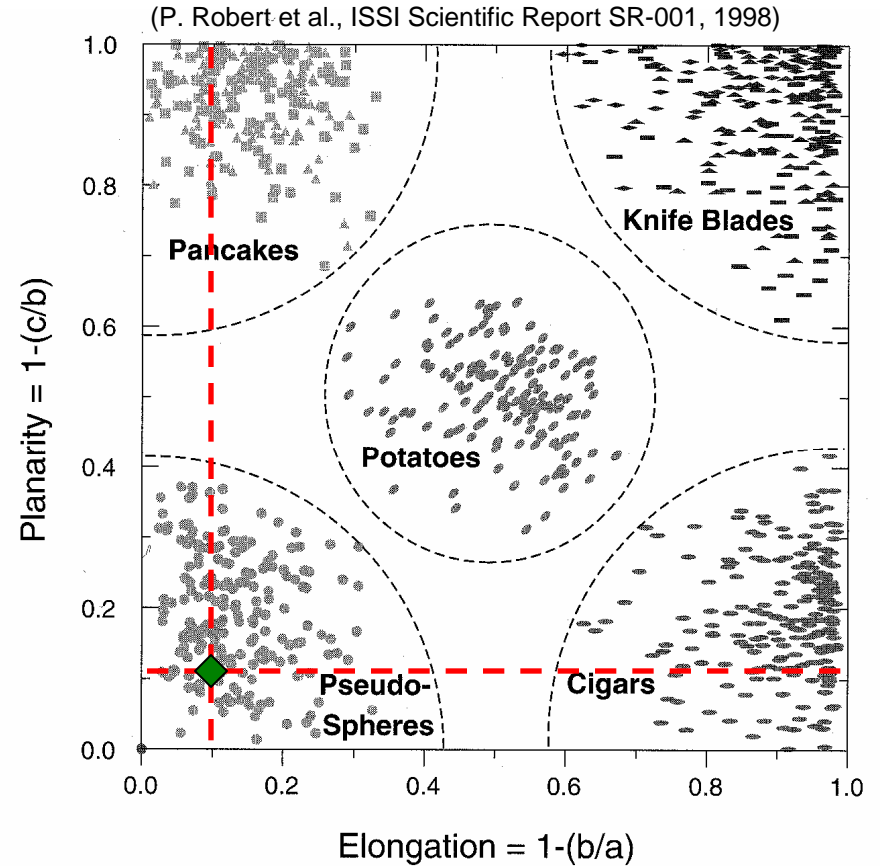 (P. Robert et al., ISSI Scientific Report SR-001, 1998)
1.0
0.8
0.6
0.4
0.2
0.0
Planarity = 1-(c/b)
Pancakes
Knife Blades
Potatoes
Pseudo-
Spheres
Cigars
0.0 0.2 0.4 0.6 0.8 1.0
Elongation = 1-(b/a)